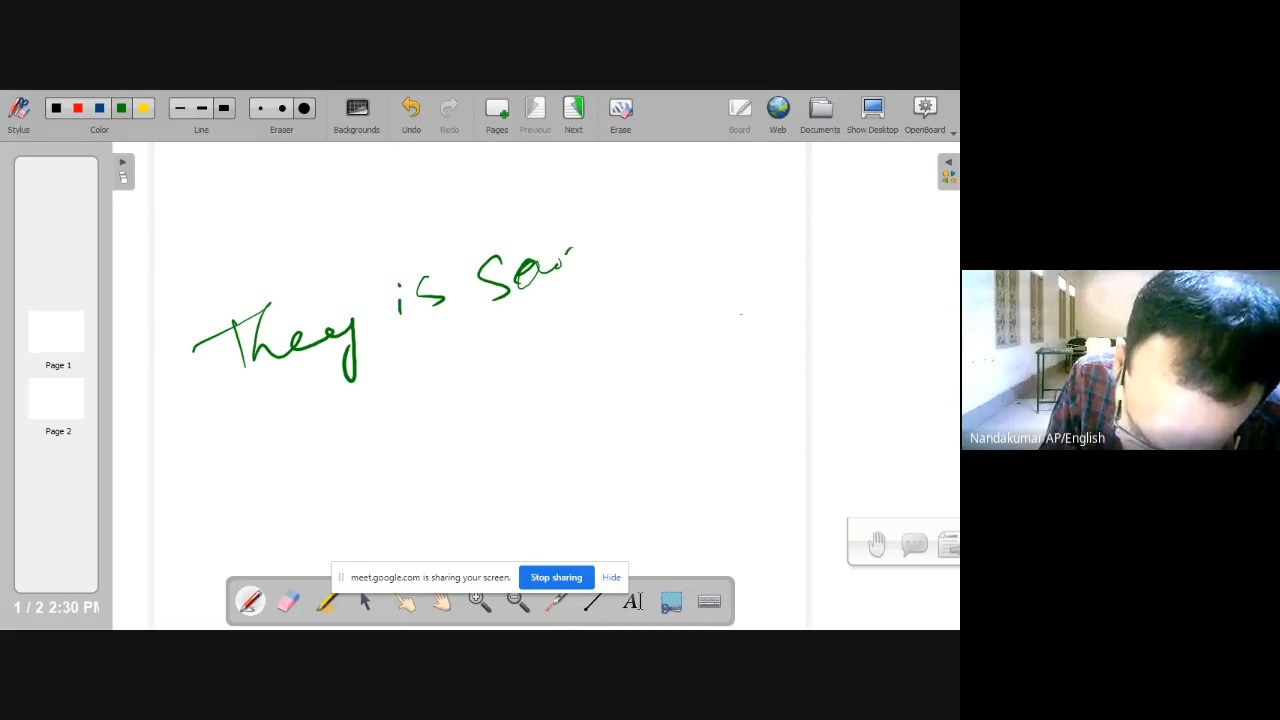 Stylus
Color
Line
Eraser
Backgrounds
Undo
Redo
Pages
Previous
Next
Erase
Board
Web
Documents
Show Desktop
OpenBoard
They is
Page 1
Page 2
Nandakumar AP/English
meet.google.com is sharing your screen. Stop sharing Hide
1 / 2 2:30 PM